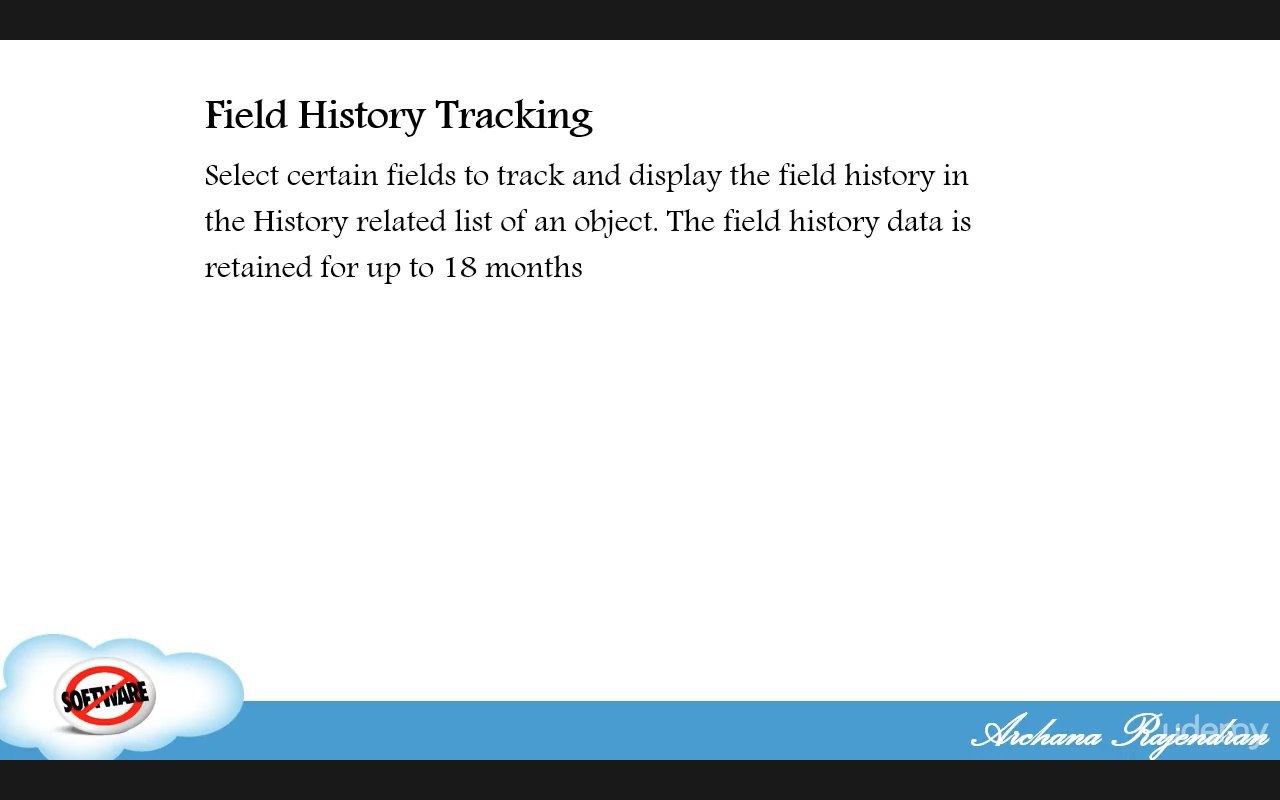 Field History Tracking
Select certain fields to track and display the field history in
the History related list of an object. The field history data is
retained for up to 18 months
SOFTWARE
Archana Rajendran
udemy